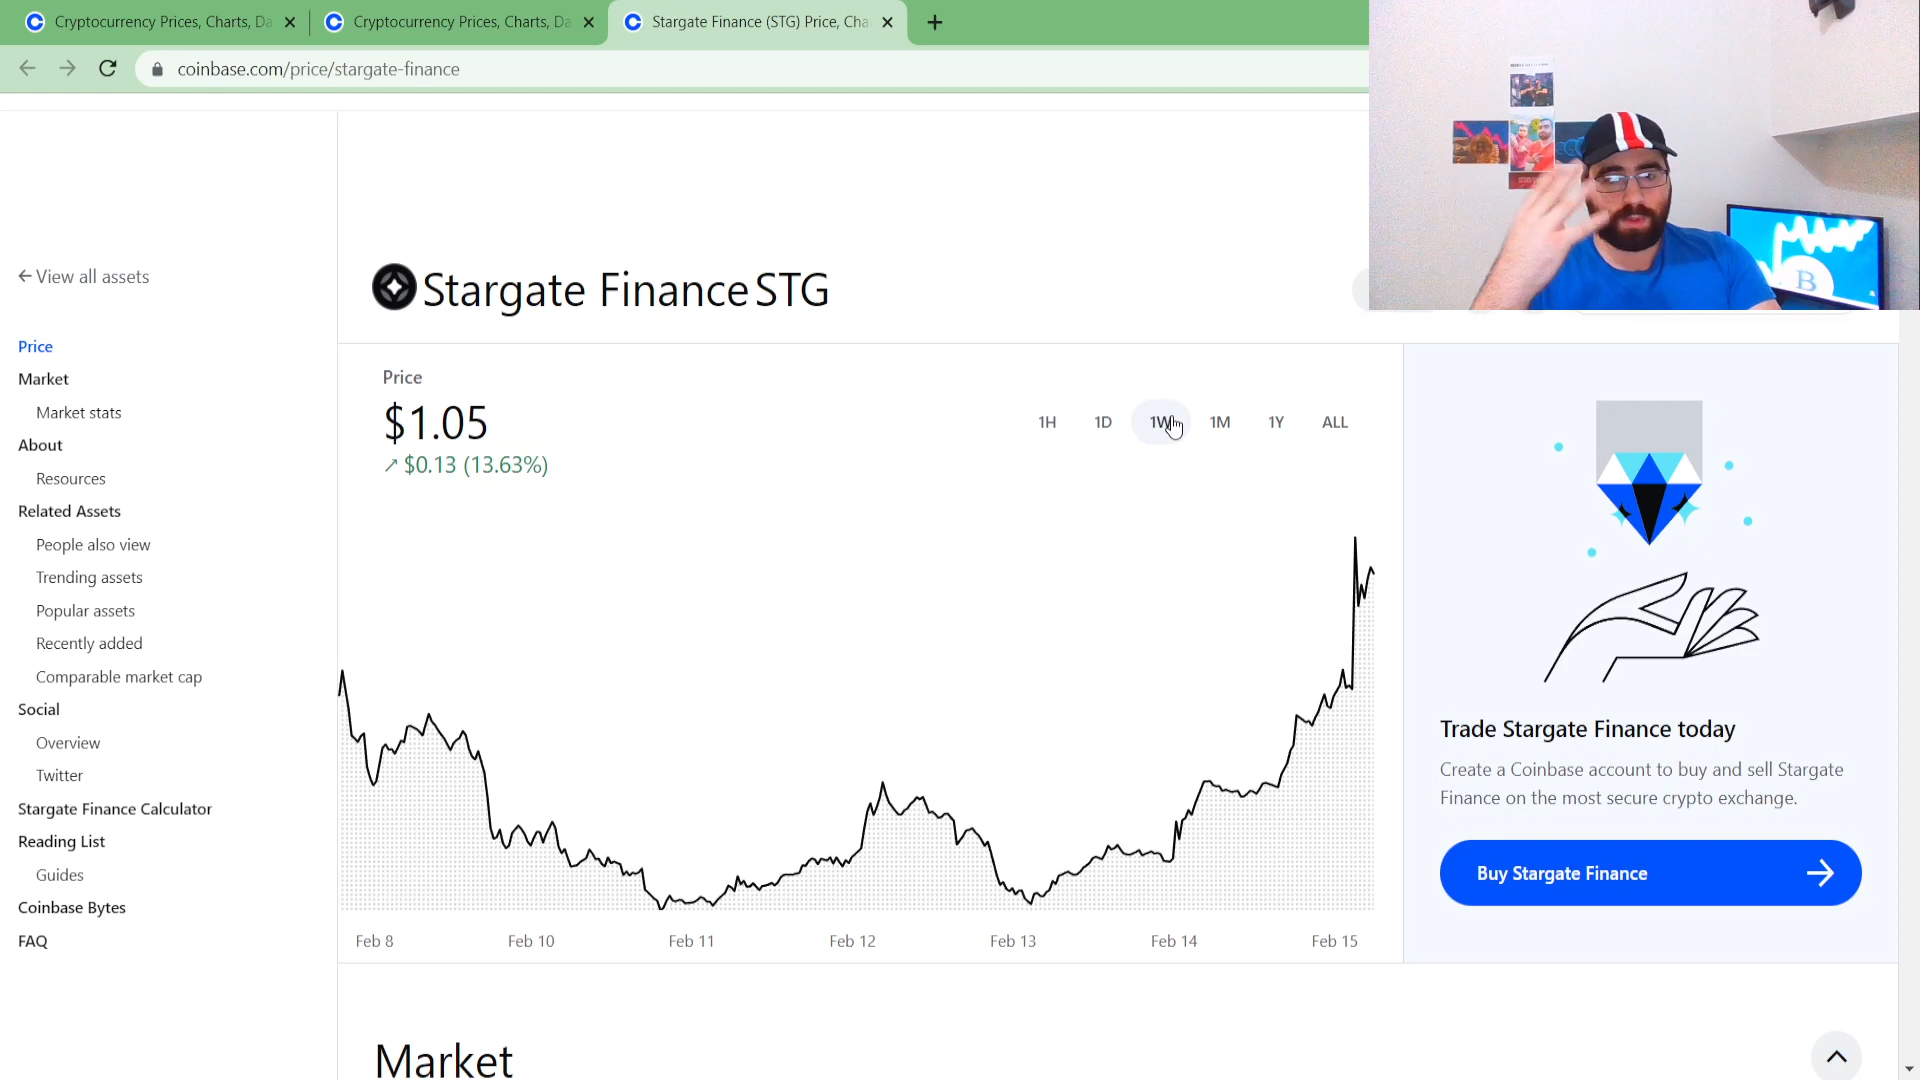 Cryptocurrency Prices, Charts, Da
Cryptocurrency Prices, Charts, Da
Stargate Finance (STG) Price, Cha
coinbase.com/price/stargate-finance
View all assets
Price
Market
Market stats
About
Resources
Related Assets
People also view
Trending assets
Popular assets
Recently added
Comparable market cap
Social
Overview
Twitter
Stargate Finance Calculator
Reading List
Guides
Coinbase Bytes
FAQ
Stargate Finance STG
Price
$1.05
$0.13 (13.63%)
1H 1D 1W 1M 1Y ALL
Feb 8 Feb 10 Feb 11 Feb 12 Feb 13 Feb 14 Feb 15
Trade Stargate Finance today
Create a Coinbase account to buy and sell Stargate
Finance on the most secure crypto exchange.
Buy Stargate Finance
Market
B